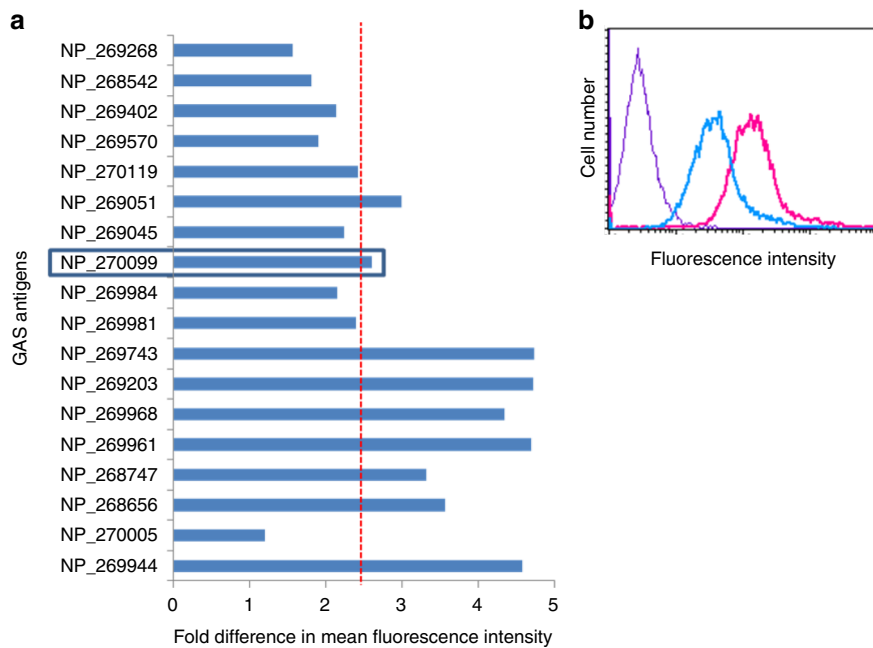 a
NP_269268
NP_268542
NP_269402
NP_269570
NP_270119
NP_269051
NP_269045
NP_270099
NP_269984
NP_269981
NP_269743
NP_269203
NP_269968
NP_269961
NP_268747
NP_268656
NP_270005
NP_269944
GAS antigens
0 1 2 3 4 5
Fold difference in mean fluorescence intensity
b
Cell number
Fluorescence intensity